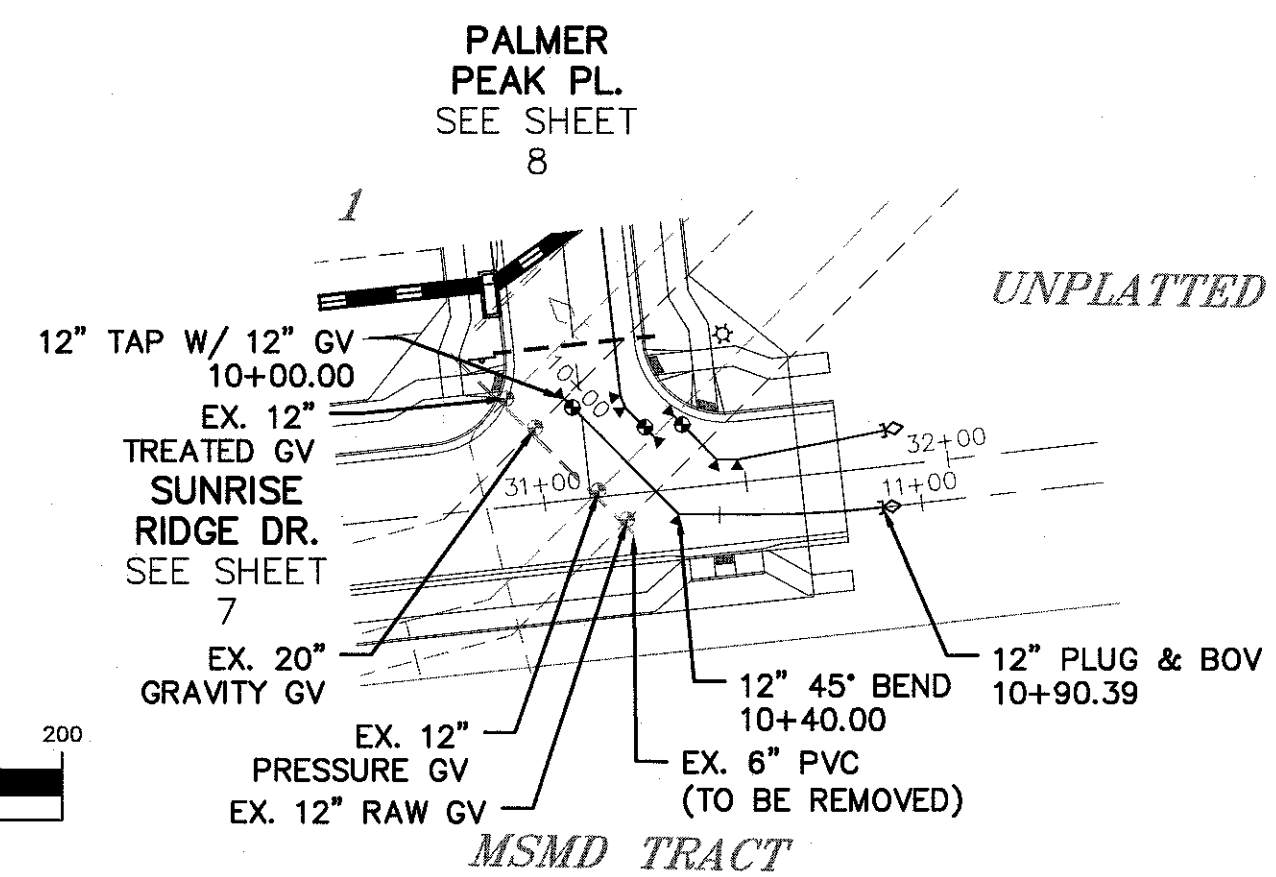 PALMER
PEAK PL.
SEE SHEET
8
1
UNPLATTED
12" TAP W/ 12" GV
10+00.00
10+00
EX. 12"
TREATED GV
SUNRISE
RIDGE DR.
SEE SHEET
7
31+00
32+00
11+00
EX. 20"
GRAVITY GV
12" PLUG & BOV
10+90.39
12" 45° BEND
10+40.00
200
EX. 12"
PRESSURE GV
EX. 6" PVC
(TO BE REMOVED)
EX. 12" RAW GV
MSMD TRACT